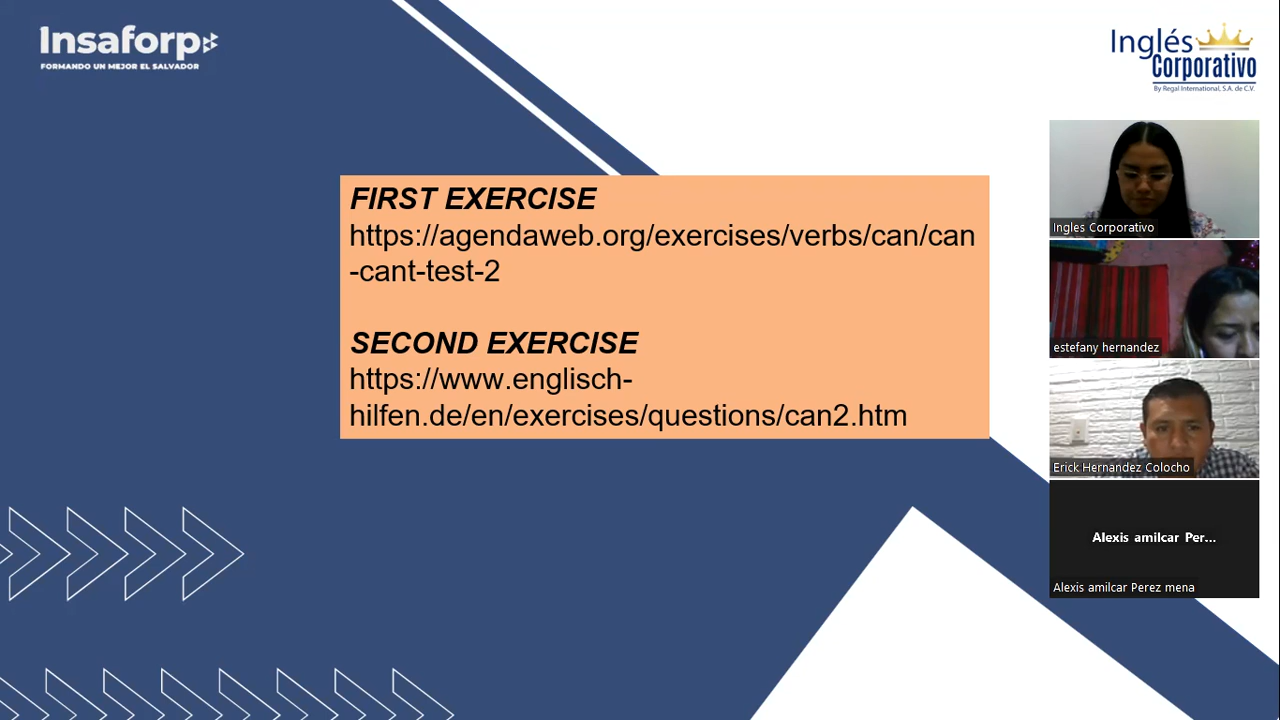 Insaforp
FORMANDO UN MEJOR EL SALVADOR
Inglés
Corporativo
By Regal International, S.A. de C.V.
FIRST EXERCISE
https://agendaweb.org/exercises/verbs/can/can
-cant-test-2
SECOND EXERCISE
https://www.englisch-
hilfen.de/en/exercises/questions/can2.htm
Ingles Corporativo
estefany hernandez
Erick Hernandez Colocho
Alexis amilcar Per...
Alexis amilcar Perez mena